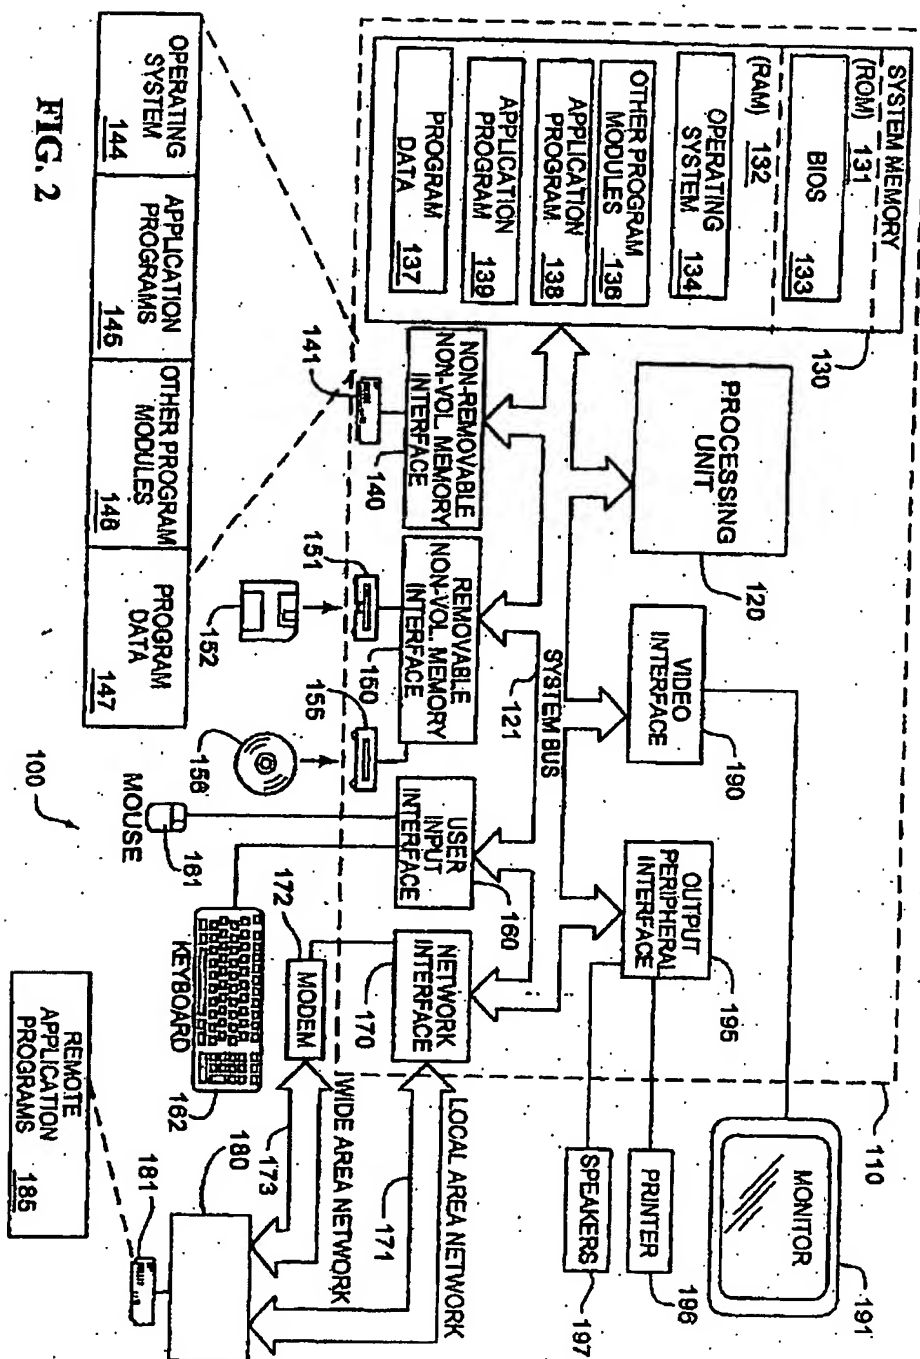 SYSTEM MEMORY
(ROM) 131
BIOS
133
(RAM) 132
OPERATING
SYSTEM
134
OTHER PROGRAM
MODULES
136
APPLICATION
PROGRAM
138
APPLICATION
PROGRAM
139
PROGRAM
DATA
137
130
PROCESSING
UNIT
120
VIDEO
INTERFACE
190
OUTPUT
PERIPHERAL
INTERFACE
195
110
MONITOR
191
PRINTER
196
SPEAKERS
197
SYSTEM BUS
121
NON-REMOVABLE
NON-VOL. MEMORY
INTERFACE
140
141
REMOVABLE
NON-VOL. MEMORY
INTERFACE
150
151
152
155
156
USER
INPUT
INTERFACE
160
NETWORK
INTERFACE
170
LOCAL AREA NETWORK
171
WIDE AREA NETWORK
173
MODEM
172
MOUSE
161
KEYBOARD
162
180
181
REMOTE
APPLICATION
PROGRAMS
185
100
OPERATING
SYSTEM
144
APPLICATION
PROGRAMS
145
OTHER PROGRAM
MODULES
146
PROGRAM
DATA
147
FIG. 2